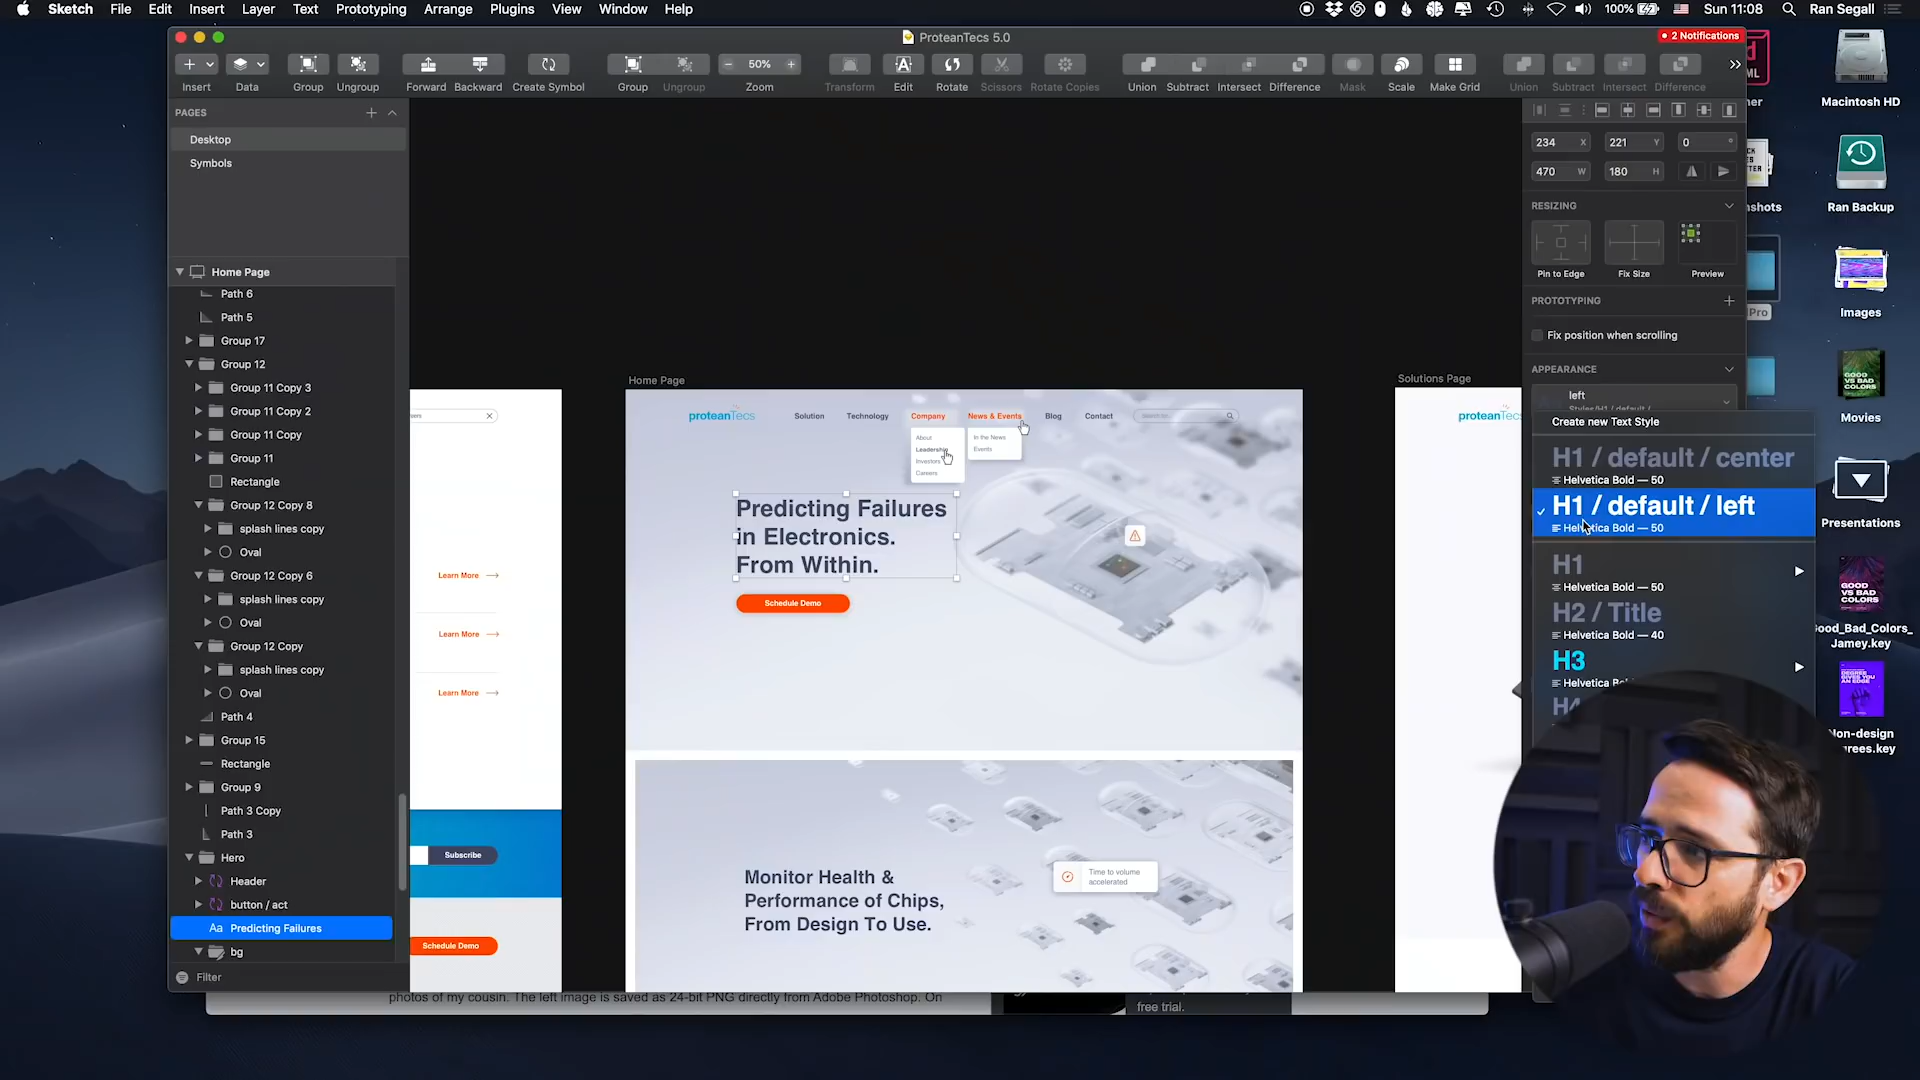 Sketch File Edit Insert Layer Text Prototyping Arrange Plugins View Window Help
100% Sun 11:08 Ran Segall
ProteanTecs 5.0
2 Notifications
50%
Insert Data Group Ungroup Forward Backward Create Symbol Group Ungroup Zoom Transform Edit Rotate Scissors Rotate Copies Union Subtract Intersect Difference Mask Scale Make Grid Union Subtract Intersect Difference
PAGES
Desktop
Symbols
Home Page
Path 6
Path 5
Group 17
Group 12
Group 11 Copy 3
Group 11 Copy 2
Group 11 Copy
Group 11
Rectangle
Group 12 Copy 8
splash lines copy
Oval
Group 12 Copy 6
splash lines copy
Oval
Group 12 Copy
splash lines copy
Oval
Path 4
Group 15
Rectangle
Group 9
Path 3 Copy
Path 3
Hero
Header
button / act
Aa Predicting Failures
bg
Filter
Learn More
Learn More
Learn More
Subscribe
Schedule Demo
Home Page
proteanTecs Solution Technology Company News & Events Blog Contact
About
Leadership
Investors
Careers
In the News
Events
Predicting Failures
in Electronics.
From Within.
Schedule Demo
Monitor Health &
Performance of Chips,
From Design To Use.
Time to volume
accelerated
Solutions Page
proteanTecs
photos of my cousin. The left image is saved as 24-bit PNG directly from Adobe Photoshop. On
free trial.
234 X 221 Y 0 °
470 W 180 H
RESIZING
Pin to Edge Fix Size Preview
PROTOTYPING
Fix position when scrolling
APPEARANCE
left
Create new Text Style
H1 / default / center
Helvetica Bold — 50
H1 / default / left
Helvetica Bold — 50
H1
Helvetica Bold — 50
H2 / Title
Helvetica Bold — 40
H3
H4
Macintosh HD
Ran Backup
Images
Movies
Presentations
GOOD
VS BAD
COLORS
Good_Bad_Colors_
Jamey.key